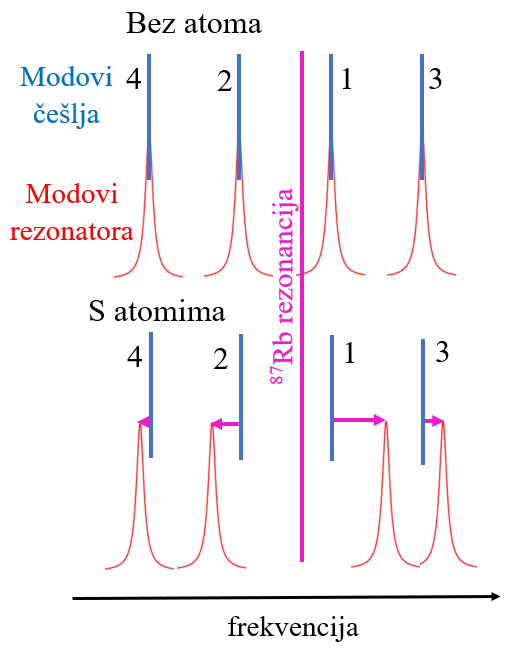 Bez atoma
Modovi
češlja
4
2
1
3
Modovi
rezonatora
⁸⁷Rb rezonancija
S atomima
4
2
1
3
frekvencija